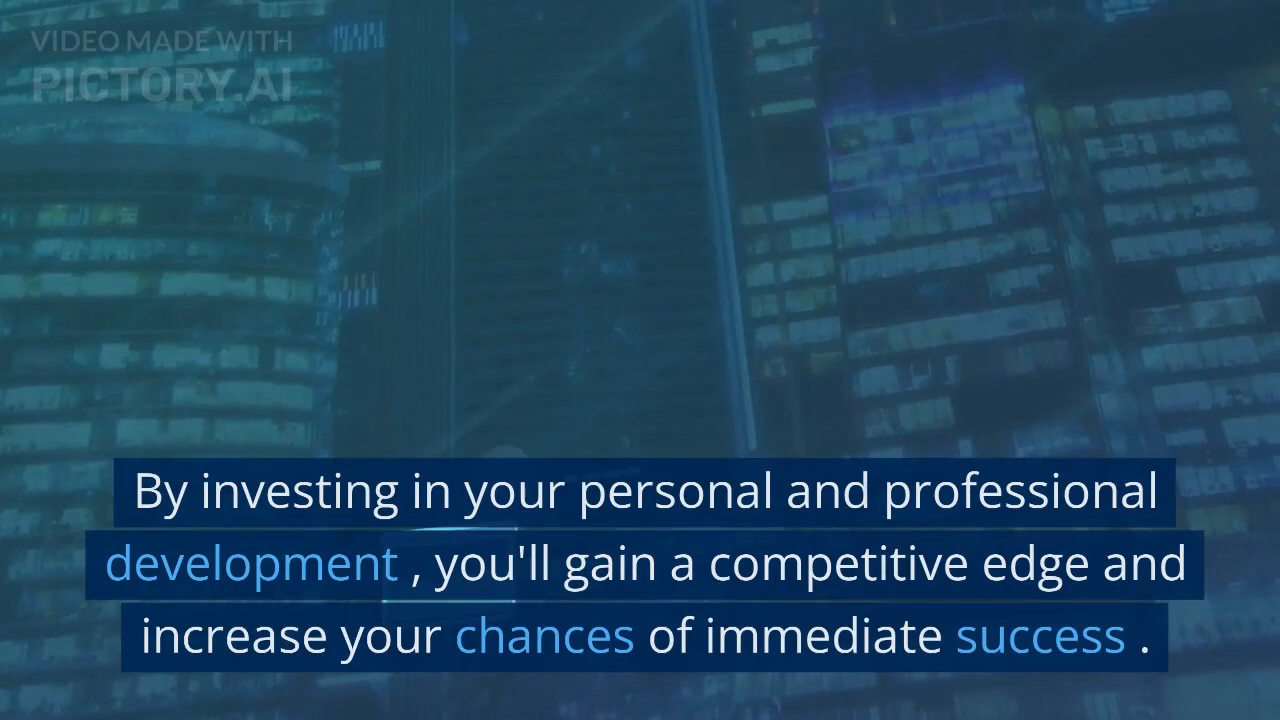 VIDEO MADE WITH
PICTORY.AI
By investing in your personal and professional
development , you'll gain a competitive edge and
increase your chances of immediate success .